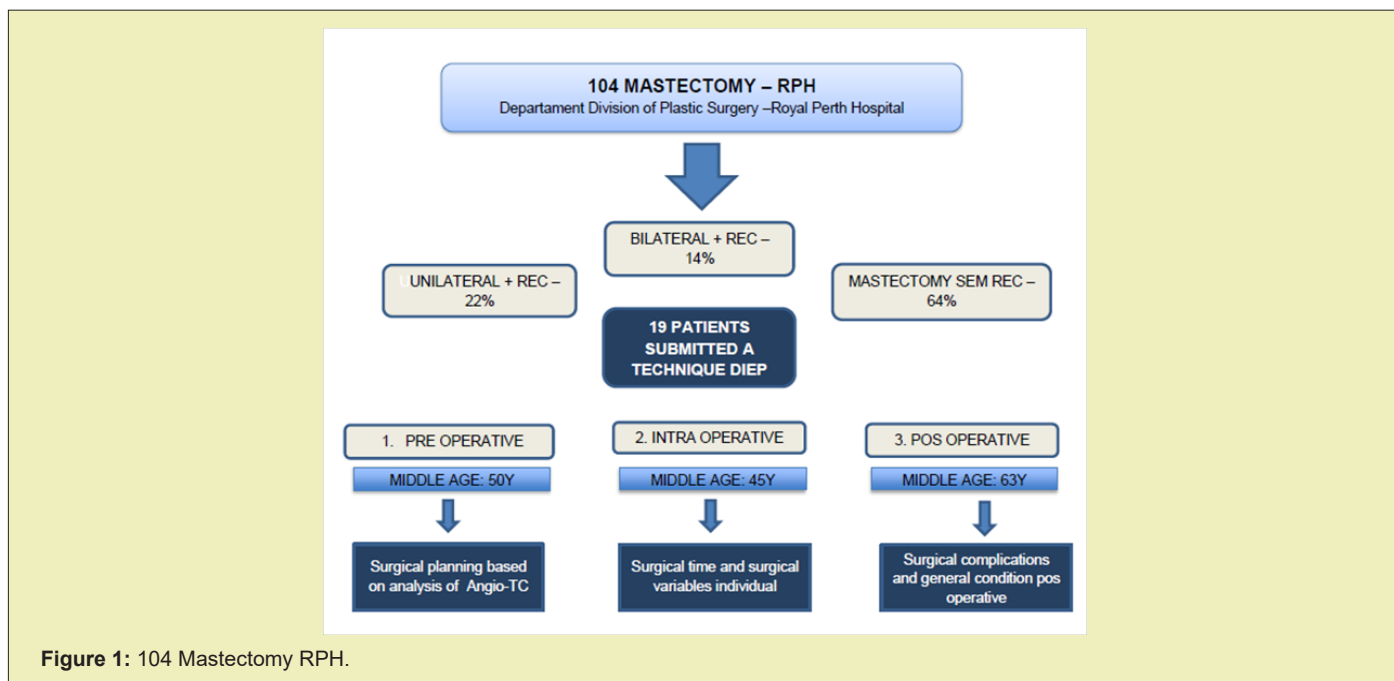 104 MASTECTOMY – RPH
Departament Division of Plastic Surgery –Royal Perth Hospital
BILATERAL + REC –
14%
UUNILATERAL + REC –
22%
MASTECTOMY SEM REC –
64%
19 PATIENTS
SUBMITTED A
TECHNIQUE DIEP
1. PRE OPERATIVE
2. INTRA OPERATIVE
3. POS OPERATIVE
MIDDLE AGE: 50Y
MIDDLE AGE: 45Y
MIDDLE AGE: 63Y
Surgical planning based
on analysis of Angio-TC
Surgical time and surgical
variables individual
Surgical complications
and general condition pos
operative
Figure 1: 104 Mastectomy RPH.